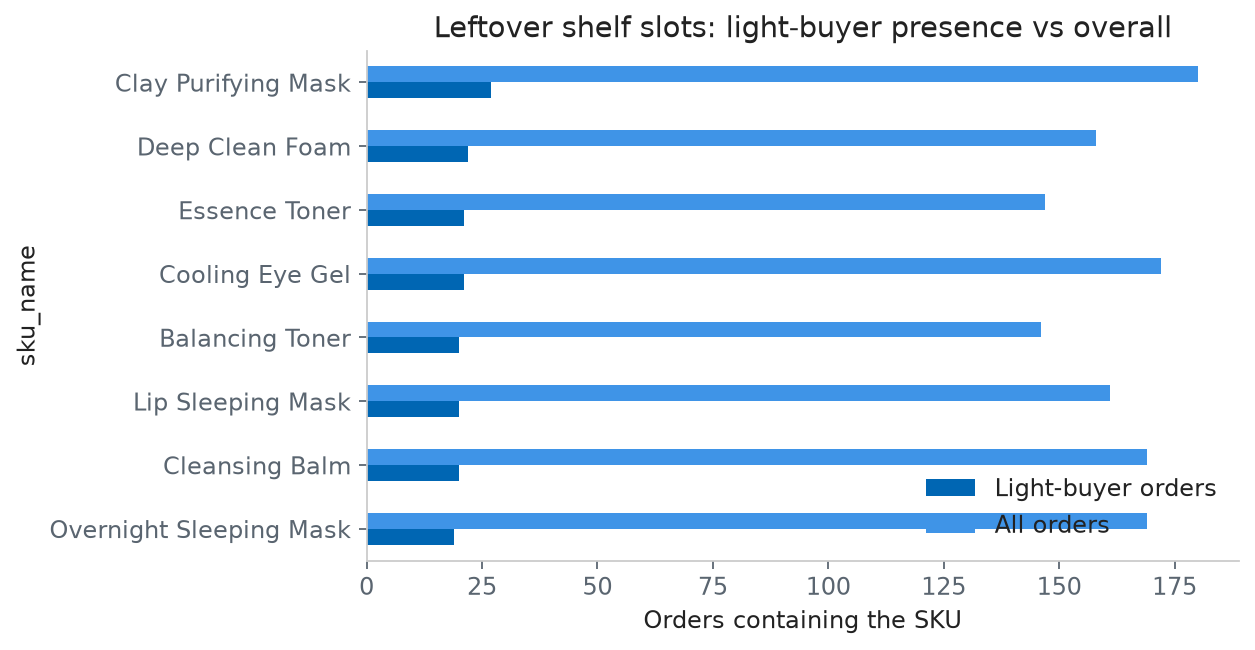 Leftover shelf slots: light-buyer presence vs overall
sku_name
Clay Purifying Mask
Deep Clean Foam
Essence Toner
Cooling Eye Gel
Balancing Toner
Lip Sleeping Mask
Cleansing Balm
Overnight Sleeping Mask
Light-buyer orders
All orders
0 25 50 75 100 125 150 175
Orders containing the SKU